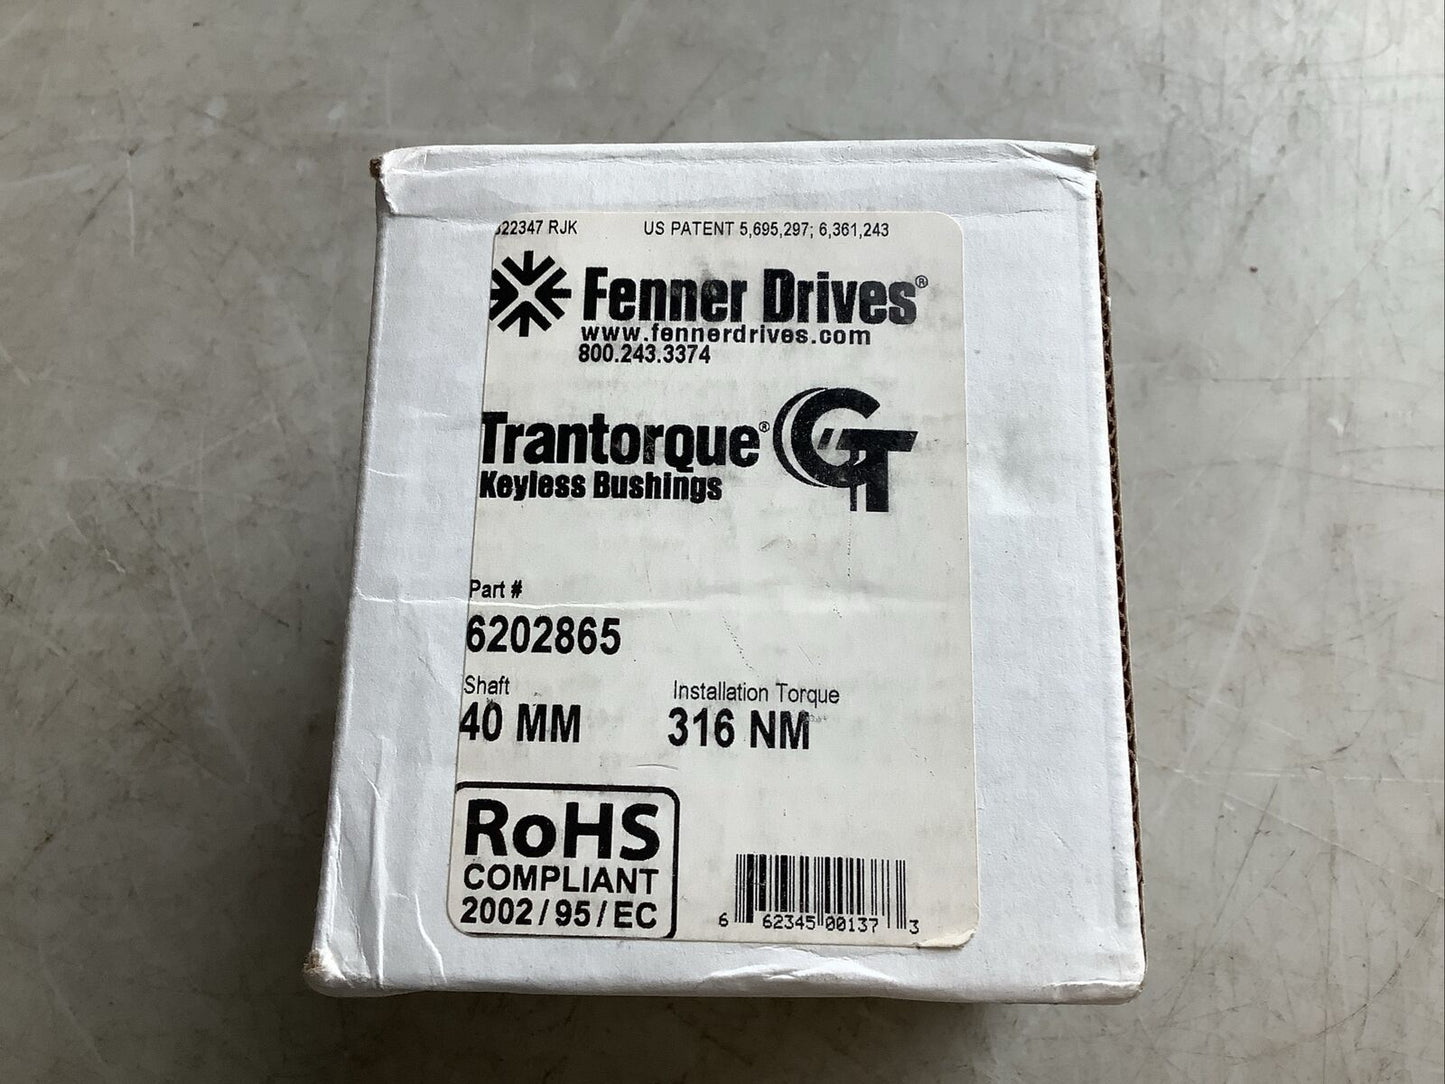 22347 RJK US PATENT 5,695,297; 6,361,243
Fenner Drives®
www.fennerdrives.com
800.243.3374
Trantorque® GT
Keyless Bushings
Part #
6202865
Shaft Installation Torque
40 MM 316 NM
RoHS
COMPLIANT
2002/95/EC
6 62345 00137 3